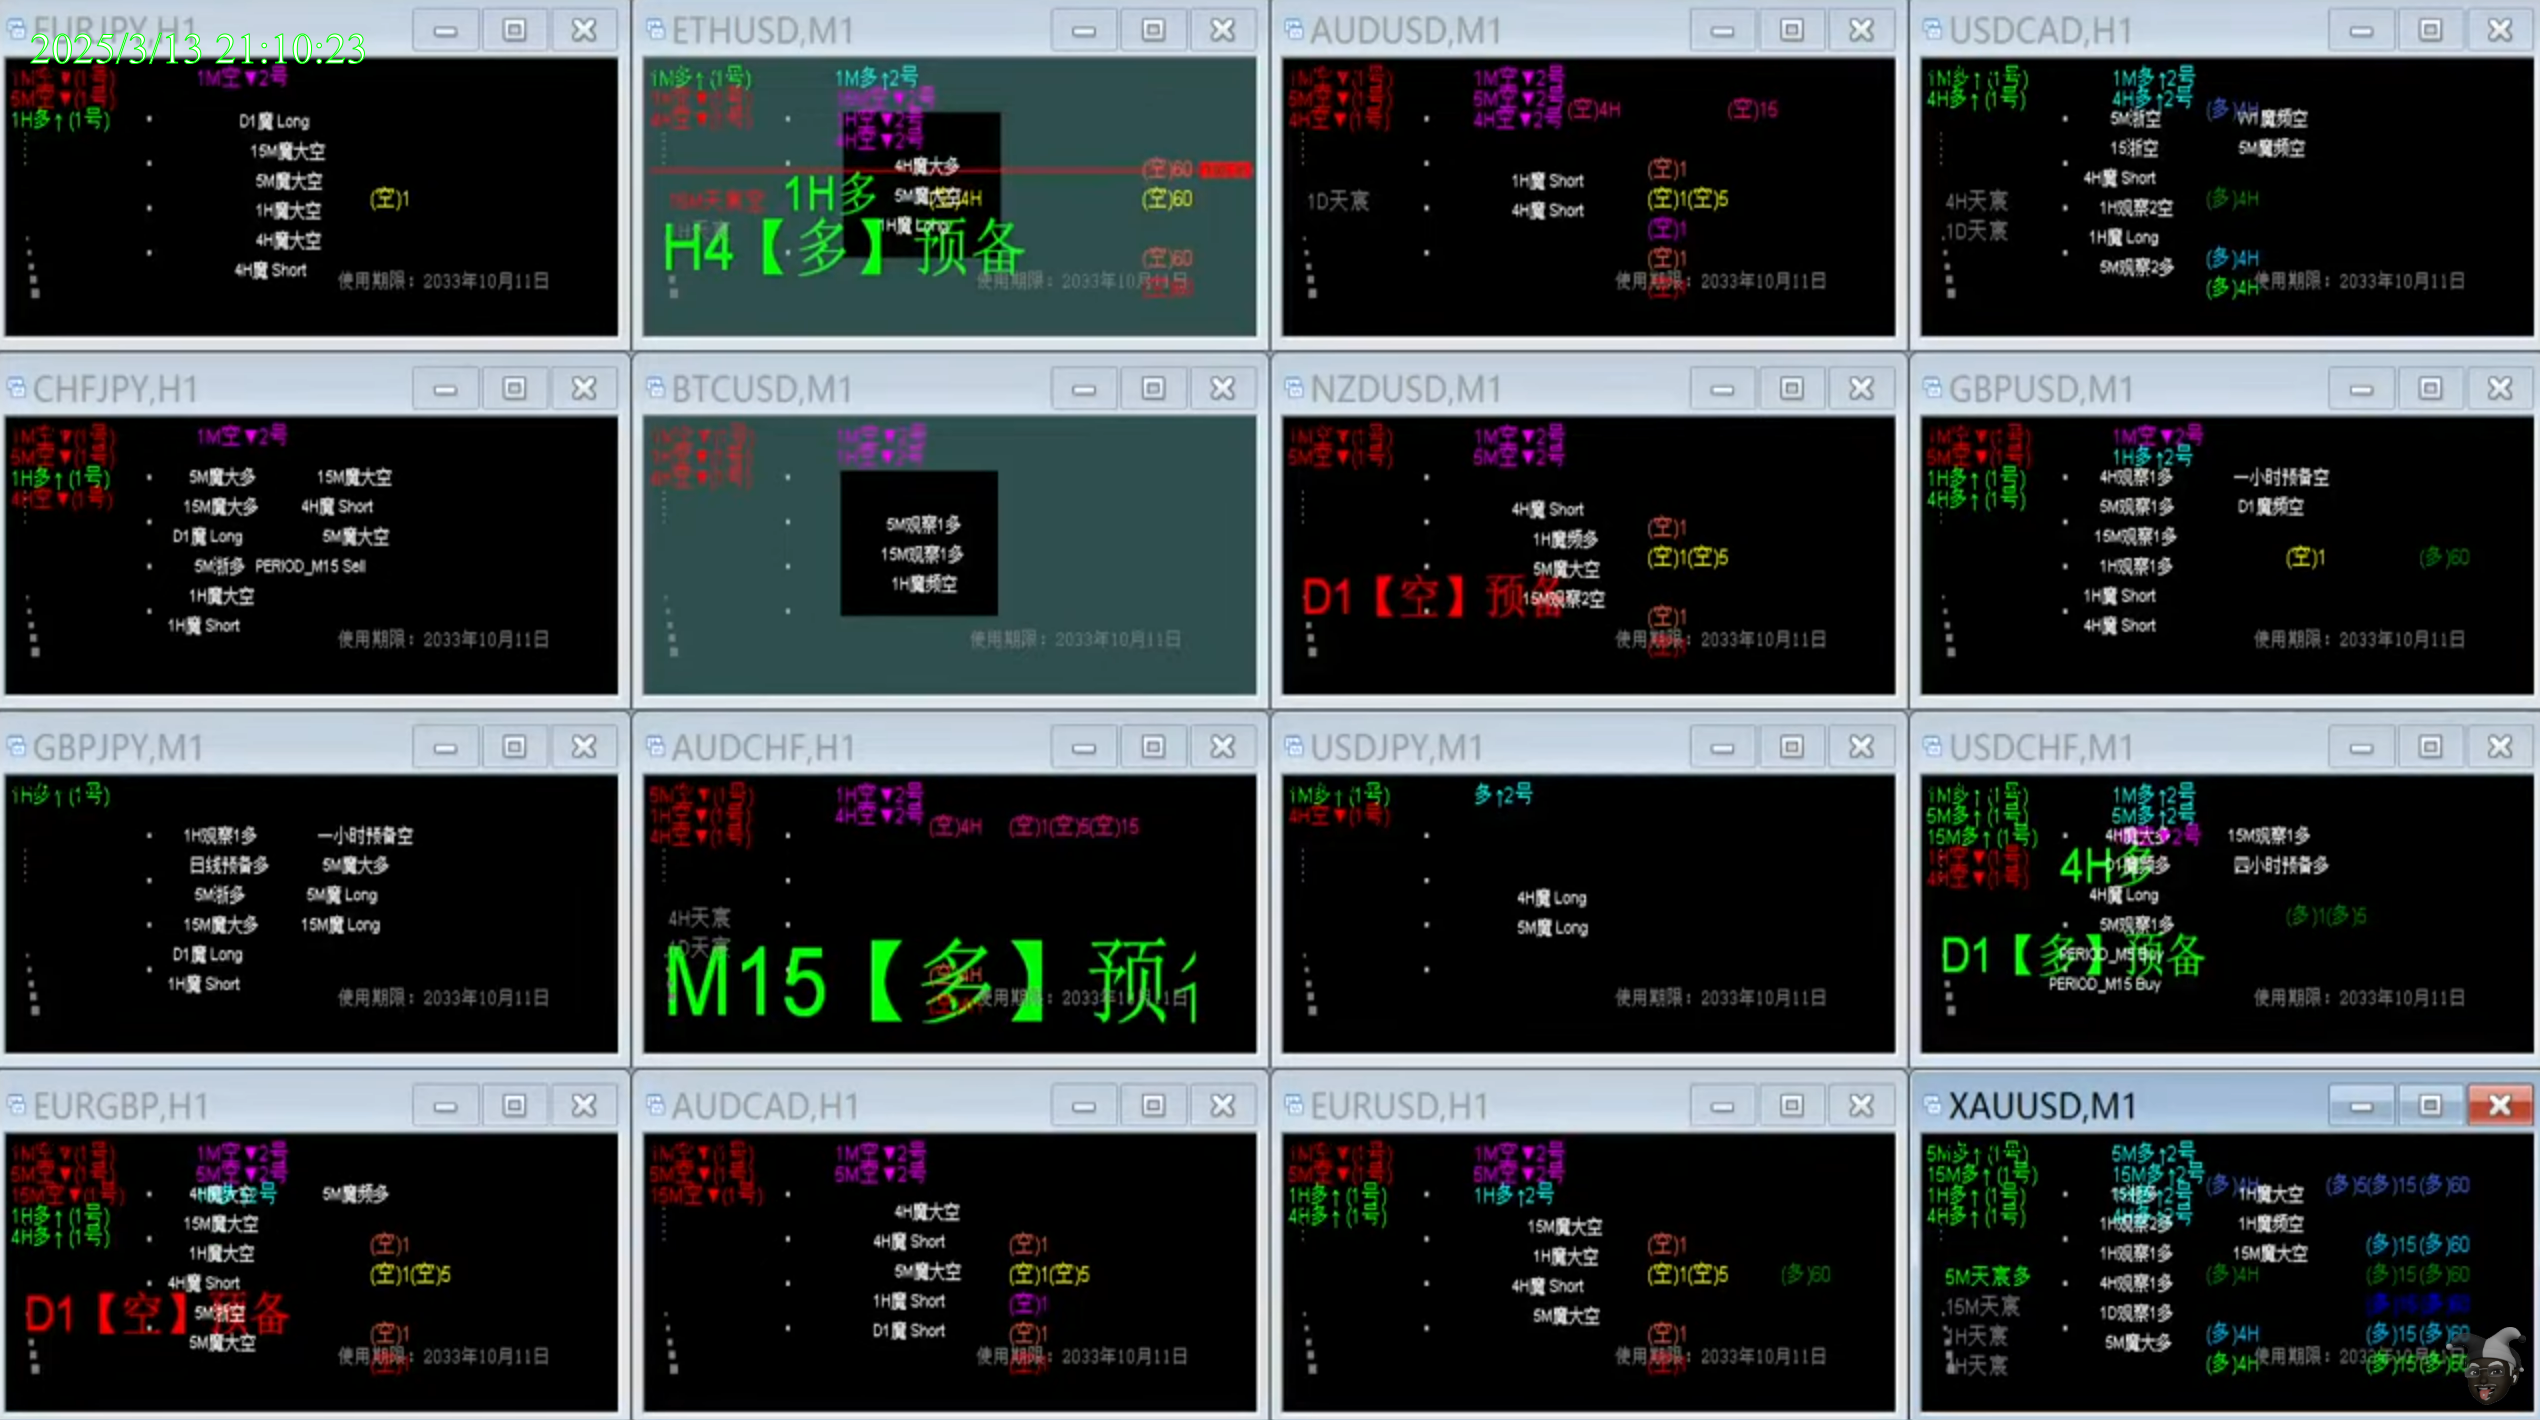 EURJPY,H1
2025/3/13 21:10:23
1M空▼(1号)
1M空▼2号
5M空▼(1号)
1H多↑(1号)
D1魔 Long
15M魔大空
5M魔大空
(空)1
1H魔大空
4H魔大空
4H魔 Short
使用期限: 2033年10月11日
ETHUSD,M1
1M多↑(1号)
1M多↑2号
1H空▼2号
4H空▼(1号)
4H空▼2号
4H魔大多
(空)60
1H多
5M魔大空
(空)60
1H魔 Long
H4【多】预备
(空)60
使用期限: 2033年10月11日
AUDUSD,M1
1M空▼(1号)
1M空▼2号
5M空▼(1号)
5M空▼2号
4H空▼(1号)
4H空▼2号
(空)4H
(空)15
(空)1
1H魔 Short
1D天宸
(空)1(空)5
4H魔 Short
(空)1
(空)1
使用期限: 2033年10月11日
USDCAD,H1
1M多↑(1号)
1M多↑2号
4H多↑(1号)
4H多↑2号
(多)4H
5M浙空
W1魔频空
15浙空
5M魔频空
4H魔 Short
4H天宸
1H观察2空
(多)4H
1D天宸
1H魔 Long
5M观察2多
(多)4H
(多)4H
使用期限: 2033年10月11日
CHFJPY,H1
1M空▼(1号)
1M空▼2号
5M空▼(1号)
1H多↑(1号)
4H空▼(1号)
5M魔大多
15M魔大空
15M魔大多
4H魔 Short
D1魔 Long
5M魔大空
5M浙多
PERIOD_M15 Sell
1H魔大空
1H魔 Short
使用期限: 2033年10月11日
BTCUSD,M1
1M空▼(1号)
1M空▼2号
1H空▼(1号)
1H空▼2号
4H空▼(1号)
5M观察1多
15M观察1多
1H魔频空
使用期限: 2033年10月11日
NZDUSD,M1
1M空▼(1号)
1M空▼2号
5M空▼(1号)
5M空▼2号
4H魔 Short
(空)1
1H魔频多
(空)1(空)5
5M魔大空
D1【空】预备
15M观察2空
(空)1
使用期限: 2033年10月11日
GBPUSD,M1
1M空▼(1号)
1M空▼2号
5M空▼(1号)
1H多↑2号
1H多↑(1号)
4H多↑(1号)
4H观察1多
一小时预备空
5M观察1多
D1魔频空
15M观察1多
1H观察1多
(空)1
(多)60
1H魔 Short
4H魔 Short
使用期限: 2033年10月11日
GBPJPY,M1
1H多↑(1号)
1H观察1多
一小时预备空
日线预备多
5M魔大多
5M浙多
5M魔 Long
15M魔大多
15M魔 Long
D1魔 Long
1H魔 Short
使用期限: 2033年10月11日
AUDCHF,H1
5M空▼(1号)
1H空▼2号
1H空▼(1号)
4H空▼2号
4H空▼(1号)
(空)4H
(空)1(空)5(空)15
4H天宸
1D天宸
M15【多】预
使用期限: 2033年10月11日
USDJPY,M1
1M多↑(1号)
多↑2号
4H空▼(1号)
4H魔 Long
5M魔 Long
使用期限: 2033年10月11日
USDCHF,M1
1M多↑(1号)
1M多↑2号
5M多↑(1号)
5M多↑2号
15M多↑(1号)
4H魔大多
15M观察1多
1H空▼(1号)
4H空▼(1号)
4H多
D1魔频多
四小时预备多
4H魔 Long
5M观察1多
(多)1(多)5
D1【多】预备
PERIOD_M5 Buy
PERIOD_M15 Buy
使用期限: 2033年10月11日
EURGBP,H1
1M空▼(1号)
1M空▼2号
5M空▼(1号)
5M空▼2号
15M空▼(1号)
4H魔大空
5M魔频多
1H多↑(1号)
4H多↑(1号)
15M魔大空
1H魔大空
(空)1
4H魔 Short
(空)1(空)5
D1【空】预备
5M浙空
5M魔大空
(空)1
使用期限: 2033年10月11日
AUDCAD,H1
1M空▼(1号)
1M空▼2号
5M空▼(1号)
5M空▼2号
15M空▼(1号)
4H魔大空
4H魔 Short
(空)1
5M魔大空
(空)1(空)5
1H魔 Short
(空)1
D1魔 Short
(空)1
使用期限: 2033年10月11日
EURUSD,H1
1M空▼(1号)
1M空▼2号
5M空▼(1号)
5M空▼2号
1H多↑(1号)
1H多↑2号
4H多↑(1号)
15M魔大空
1H魔大空
(空)1
4H魔 Short
(空)1(空)5
(多)60
5M魔大空
(空)1
使用期限: 2033年10月11日
XAUUSD,M1
5M多↑(1号)
5M多↑2号
15M多↑(1号)
15M多↑2号
1H多↑(1号)
4H多↑(1号)
(多)4H
1H魔大空
(多)5(多)15(多)60
1H观察2多
1H魔频空
1H观察1多
15M魔大空
(多)15(多)60
5M天宸多
4H观察1多
(多)4H
(多)15(多)60
15M天宸
1D观察1多
(多)15(多)60
1H天宸
5M魔大多
(多)4H
(多)15(多)60
4H天宸
(多)4H
(多)15(多)60